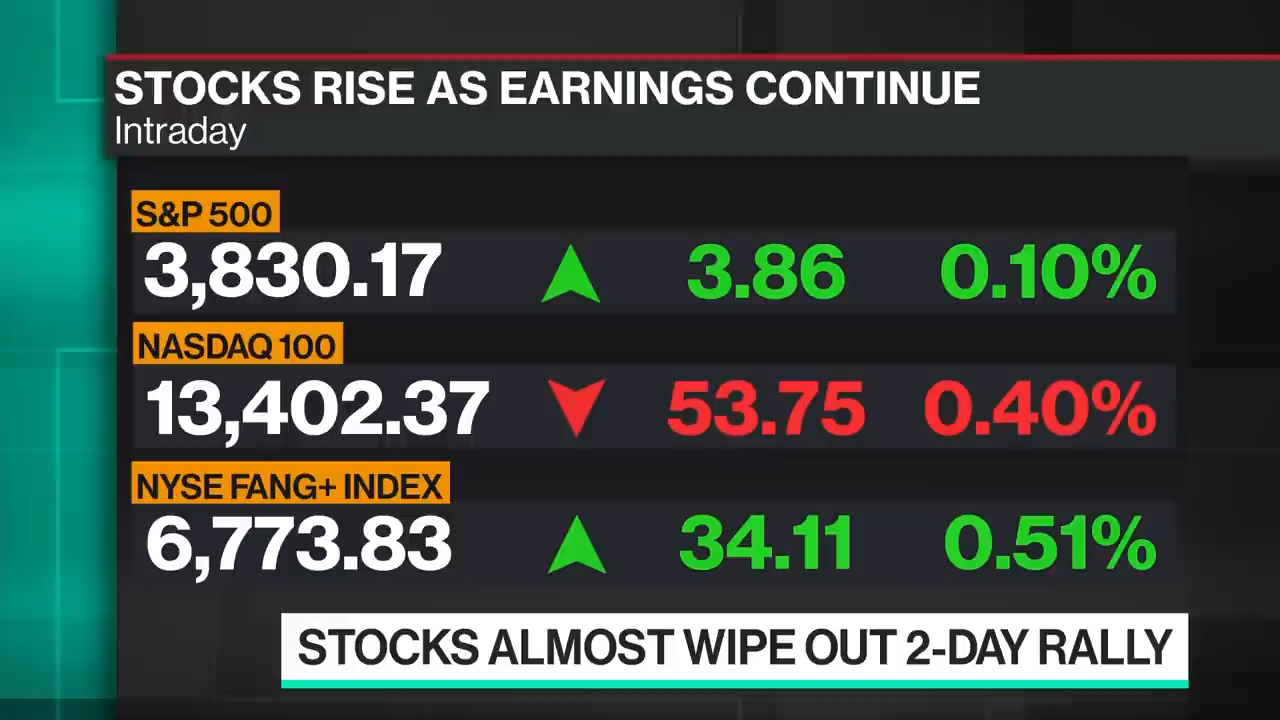 STOCKS RISE AS EARNINGS CONTINUE
Intraday
S&P 500
3,830.17 3.86 0.10%
NASDAQ 100
13,402.37 53.75 0.40%
NYSE FANG+ INDEX
6,773.83 34.11 0.51%
STOCKS ALMOST WIPE OUT 2-DAY RALLY